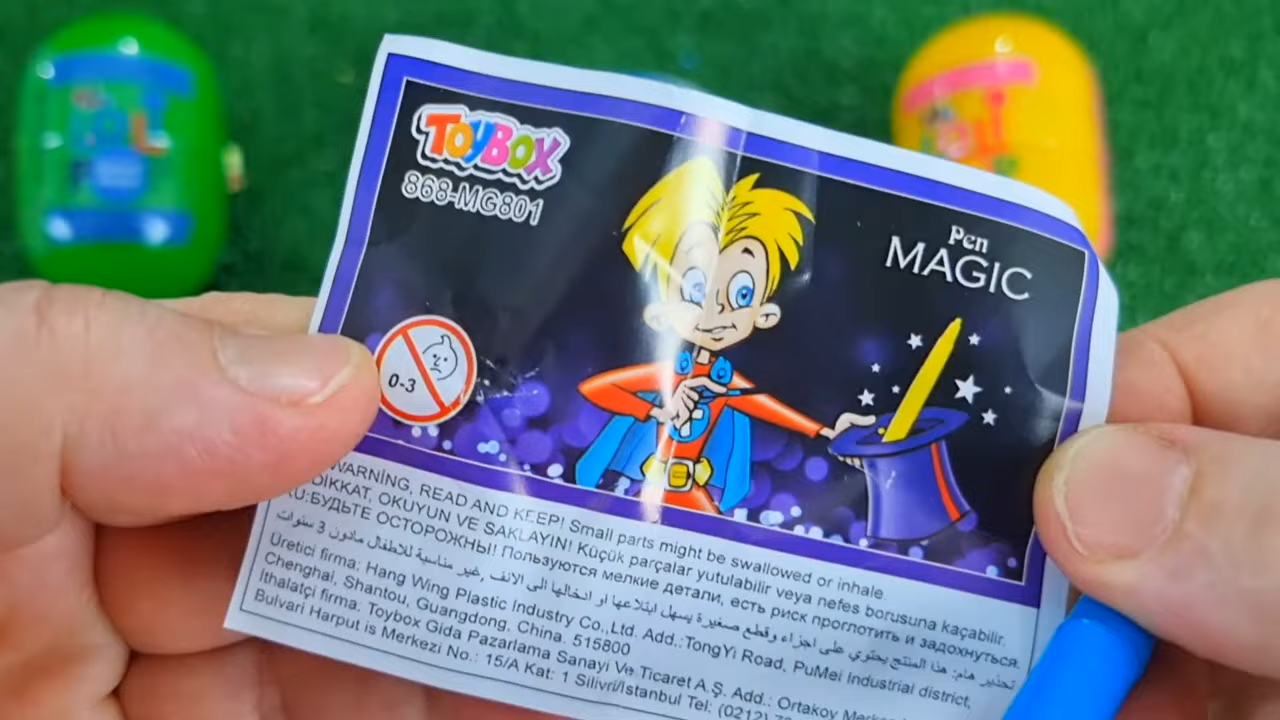 TOYBOX
868-MG801
Pen
MAGIC
0-3
WARNİNG, READ AND KEEP! Small parts might be swallowed or inhale.
DİKKAT, OKUYUN VE SAKLAYIN! Küçük parçalar yutulabilir veya nefes borusuna kaçabilir.
RU:БУДЬТЕ ОСТОРОЖНЫ! Пользуются мелкие детали, есть риск проглотить и задохнуться.
تحذير هام: هذا المنتج يحتوي على اجزاء وقطع صغيرة يسهل ابتلاعها او ادخالها الى الانف ,غير مناسبة للاطفال مادون 3 سنوات
Üretici firma: Hang Wing Plastic Industry Co.,Ltd. Add.:TongYi Road, PuMei Industrial district,
Chenghai, Shantou, Guangdong, China. 515800
İthalatçi firma. Toybox Gida Pazarlama Sanayi Ve Ticaret A.Ş. Add.: Ortakoy
Bulvari Harput is Merkezi No.: 15/A Kat: 1 Silivri/istanbul Tel: (0212)